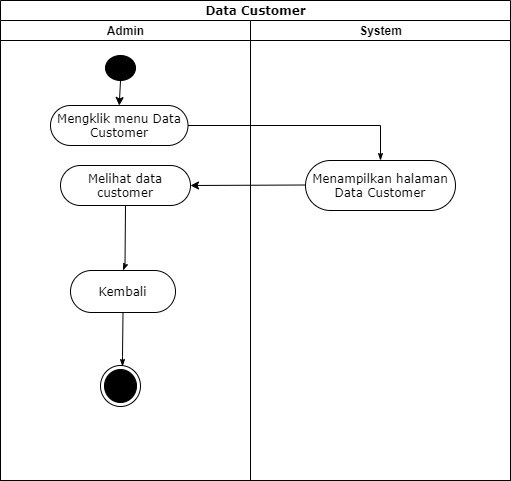 Data Customer
Admin
System
Mengklik menu Data
Customer
Menampilkan halaman
Data Customer
Melihat data
customer
Kembali